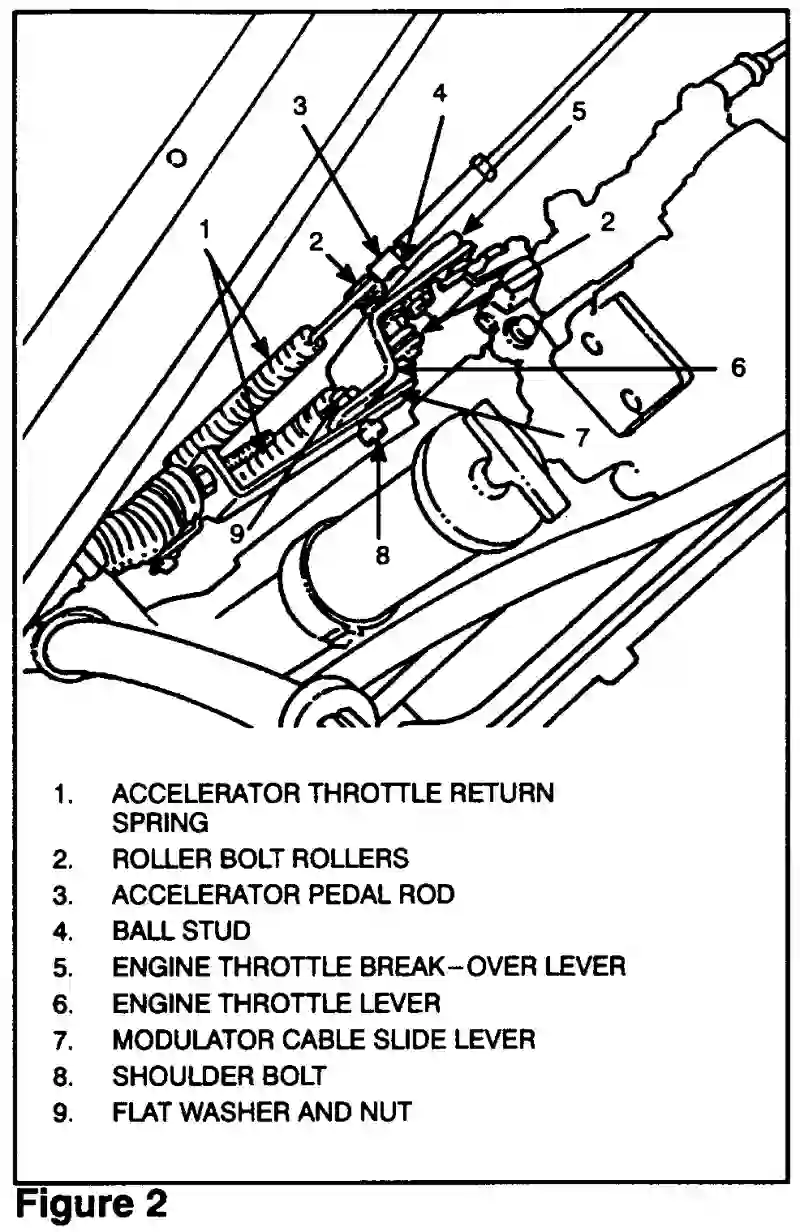 3
4
5
1
2
2
6
7
9
8
1. ACCELERATOR THROTTLE RETURN
SPRING
2. ROLLER BOLT ROLLERS
3. ACCELERATOR PEDAL ROD
4. BALL STUD
5. ENGINE THROTTLE BREAK-OVER LEVER
6. ENGINE THROTTLE LEVER
7. MODULATOR CABLE SLIDE LEVER
8. SHOULDER BOLT
9. FLAT WASHER AND NUT
Figure 2